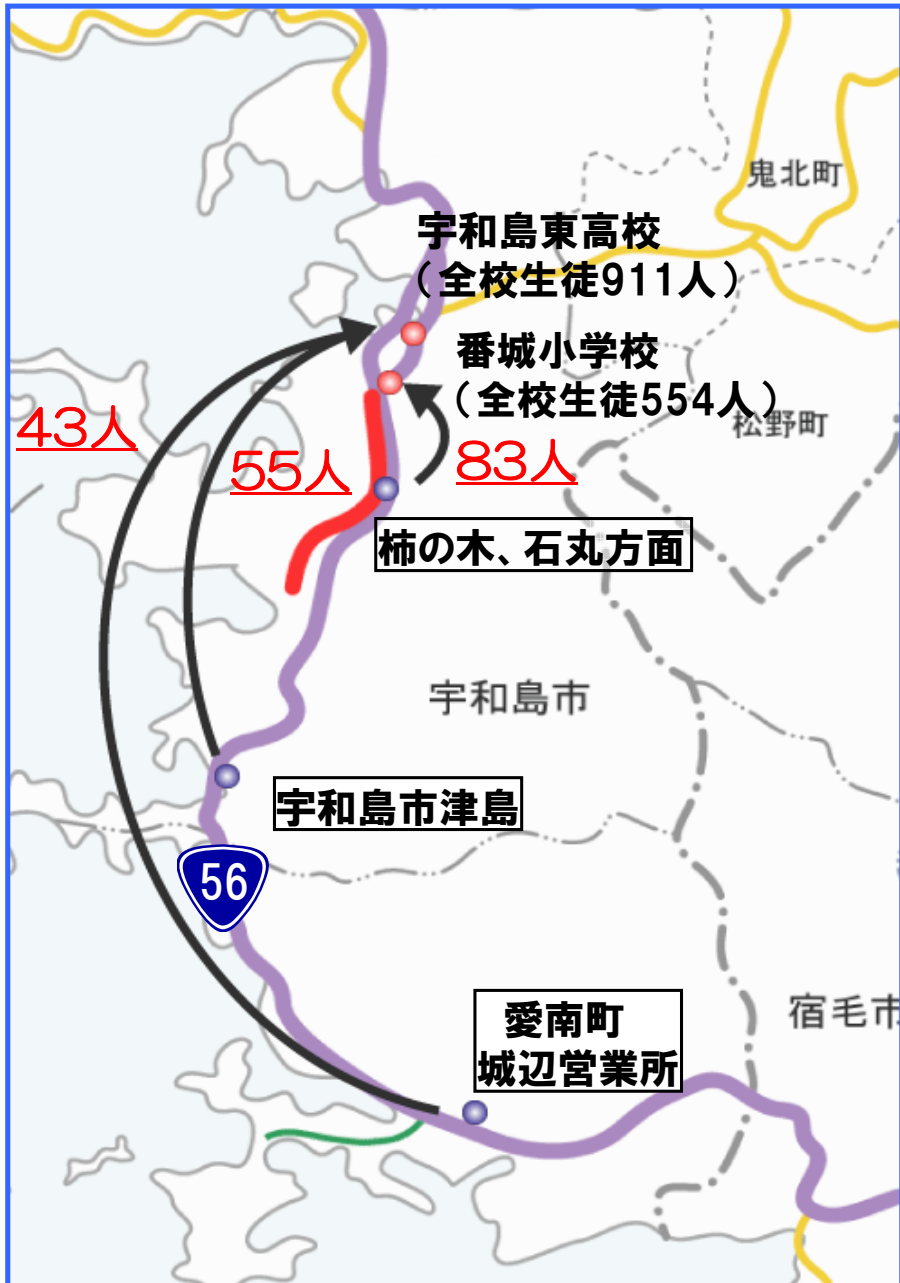 鬼北町
宇和島東高校
（全校生徒911人）
番城小学校
（全校生徒554人）
松野町
43人
55人
83人
柿の木、石丸方面
宇和島市
宇和島市津島
56
愛南町
城辺営業所
宿毛市